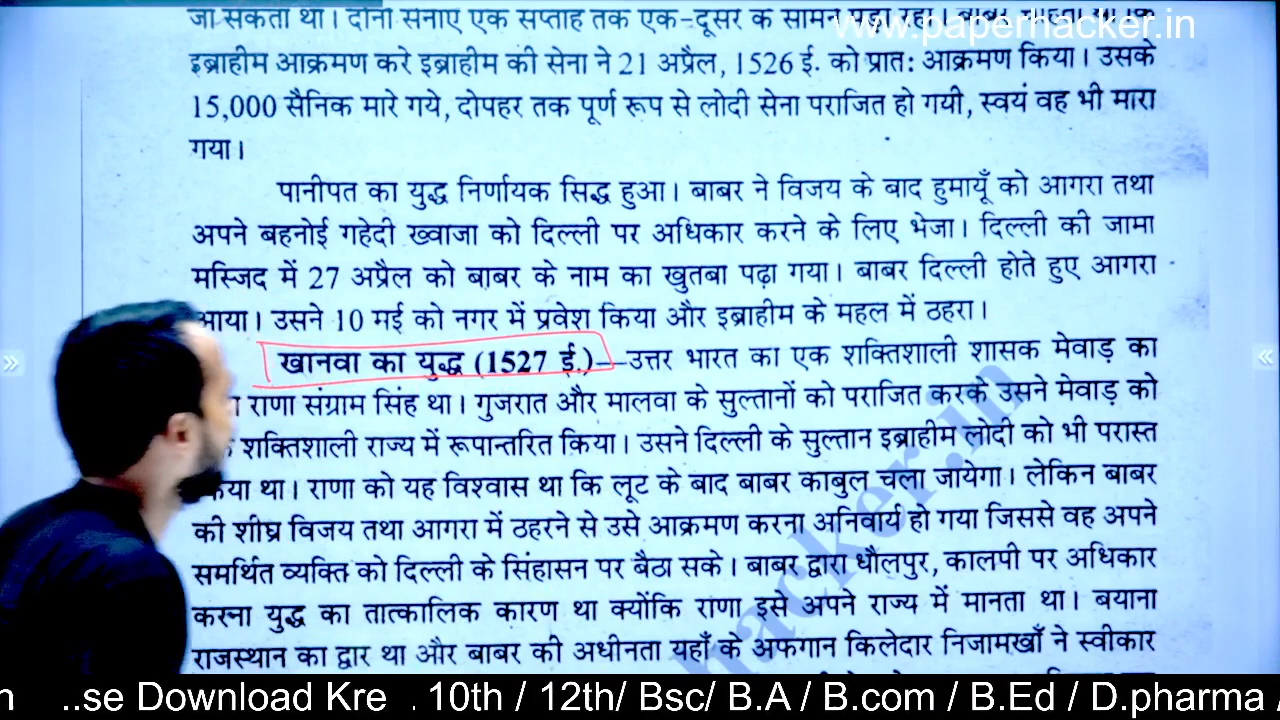 जा सकता था। दोनों सेनाएँ एक सप्ताह तक एक-दूसरे के सामने
www.paperhacker.in
इब्राहीम आक्रमण करे इब्राहीम की सेना ने 21 अप्रैल, 1526 ई. को प्रात: आक्रमण किया। उसके
15,000 सैनिक मारे गये, दोपहर तक पूर्ण रूप से लोदी सेना पराजित हो गयी, स्वयं वह भी मारा
गया।
पानीपत का युद्ध निर्णायक सिद्ध हुआ। बाबर ने विजय के बाद हुमायूँ को आगरा तथा
अपने बहनोई गहेदी ख्वाजा को दिल्ली पर अधिकार करने के लिए भेजा। दिल्ली की जामा
मस्जिद में 27 अप्रैल को बाबर के नाम का खुतबा पढ़ा गया। बाबर दिल्ली होते हुए आगरा
आया। उसने 10 मई को नगर में प्रवेश किया और इब्राहीम के महल में ठहरा।
खानवा का युद्ध (1527 ई.)—उत्तर भारत का एक शक्तिशाली शासक मेवाड़ का
राणा संग्राम सिंह था। गुजरात और मालवा के सुल्तानों को पराजित करके उसने मेवाड़ को
शक्तिशाली राज्य में रूपान्तरित किया। उसने दिल्ली के सुल्तान इब्राहीम लोदी को भी परास्त
किया था। राणा को यह विश्वास था कि लूट के बाद बाबर काबुल चला जायेगा। लेकिन बाबर
की शीघ्र विजय तथा आगरा में ठहरने से उसे आक्रमण करना अनिवार्य हो गया जिससे वह अपने
समर्थित व्यक्ति को दिल्ली के सिंहासन पर बैठा सके। बाबर द्वारा धौलपुर, कालपी पर अधिकार
करना युद्ध का तात्कालिक कारण था क्योंकि राणा इसे अपने राज्य में मानता था। बयाना
राजस्थान का द्वार था और बाबर की अधीनता यहाँ के अफगान किलेदार निजामखाँ ने स्वीकार
hacker.in
..se Download Kre . 10th / 12th/ Bsc/ B.A / B.com / B.Ed / D.pharma